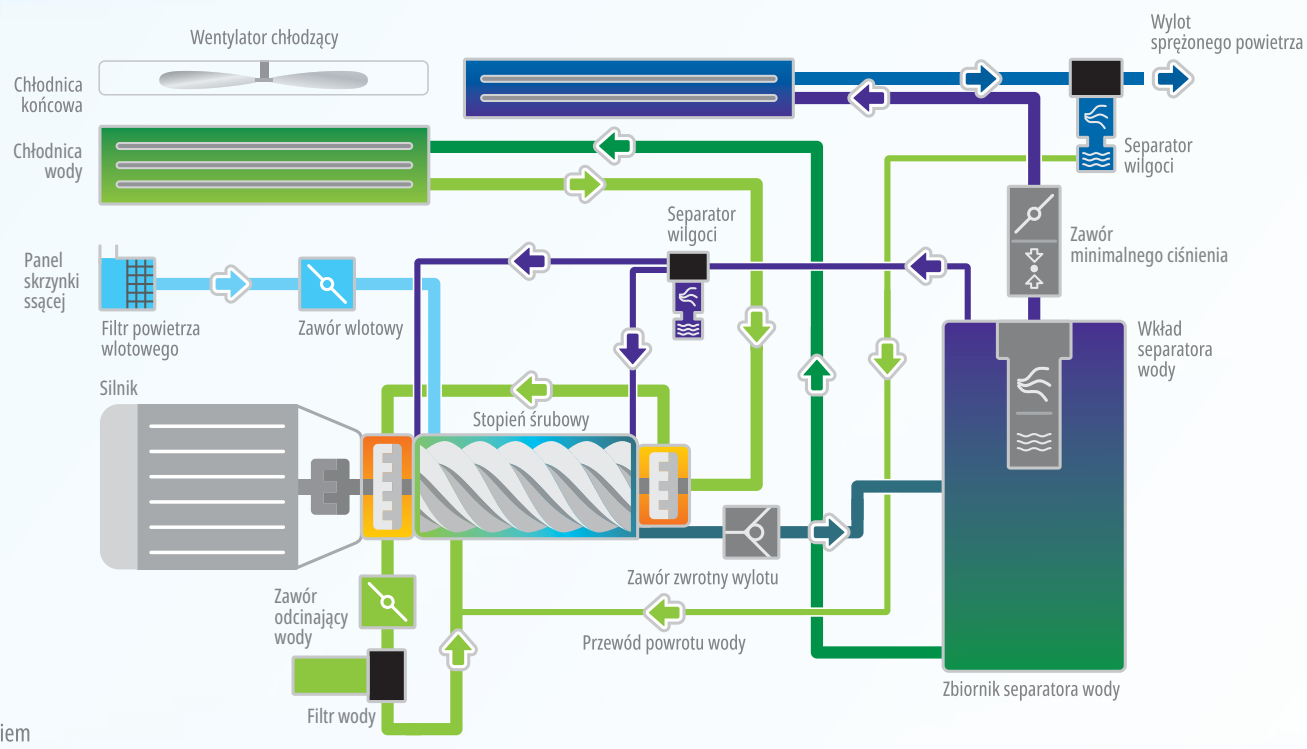 Wylot
sprężonego powietrza
Wentylator chłodzący
Chłodnica
końcowa
Chłodnica
wody
Separator
wilgoci
Separator
wilgoci
Zawór
minimalnego ciśnienia
Panel
skrzynki
ssącej
Filtr powietrza
wlotowego
Zawór wlotowy
Wkład
separatora
wody
Silnik
Stopień śrubowy
Zawór zwrotny wylotu
Zawór
odcinający
wody
Przewód powrotu wody
Zbiornik separatora wody
Filtr wody
iem